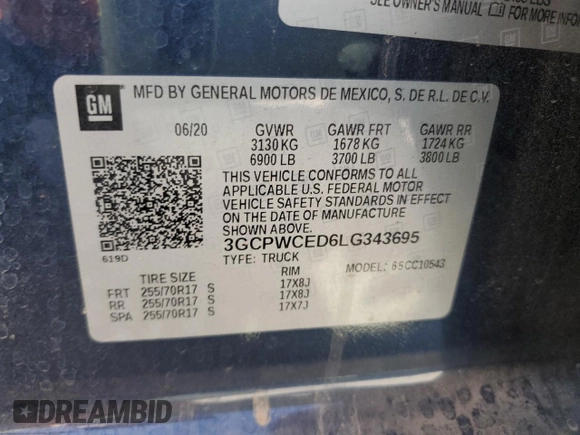 SEE OWNER'S MANUAL FOR MORE IN
GM
MFD BY GENERAL MOTORS DE MEXICO, S. DE R.L. DE C.V.
06/20 GVWR GAWR FRT GAWR RR
3130 KG 1678 KG 1724 KG
6900 LB 3700 LB 3800 LB
THIS VEHICLE CONFORMS TO ALL
APPLICABLE U.S. FEDERAL MOTOR
VEHICLE SAFETY STANDARDS IN EFFECT
ON THE DATE OF MANUFACTURE
SHOWN ABOVE.
3GCPWCED6LG343695
619D
TYPE: TRUCK MODEL: 6SCC10543
TIRE SIZE RIM
FRT 255/70R17 S 17X8J
RR 255/70R17 S 17X8J
SPA 255/70R17 S 17X7J
DREAMBID